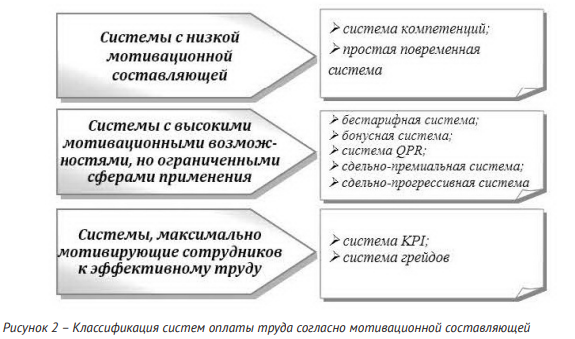 Системы с низкой
мотивационной
составляющей
➢ система компетенций;
➢ простая повременная
система
Системы с высокими
мотивационными возмож-
ностями, но ограниченными
сферами применения
➢ бестарифная система;
➢ бонусная система;
➢ система QPR;
➢ сдельно-премиальная система;
➢ сдельно-прогрессивная система
Системы, максимально
мотивирующие сотрудников
к эффективному труду
➢ система KPI;
➢ система грейдов
Рисунок 2 – Классификация систем оплаты труда согласно мотивационной составляющей